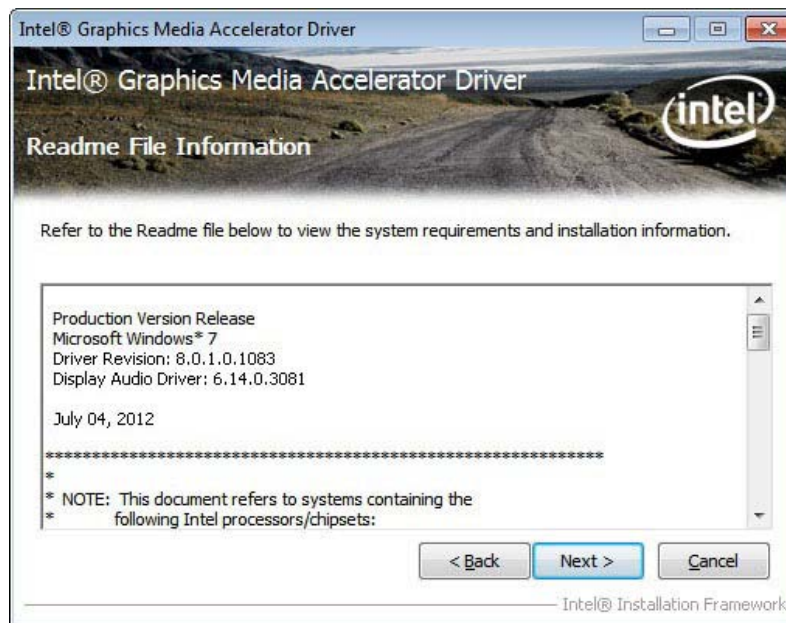 Intel® Graphics Media Accelerator Driver
Intel® Graphics Media Accelerator Driver
intel
Readme File Information
Refer to the Readme file below to view the system requirements and installation information.
Production Version Release
Microsoft Windows* 7
Driver Revision: 8.0.1.0.1083
Display Audio Driver: 6.14.0.3081
July 04, 2012
************************************************************
*
* NOTE: This document refers to systems containing the
* following Intel processors/chipsets:
< Back Next > Cancel
Intel® Installation Framework